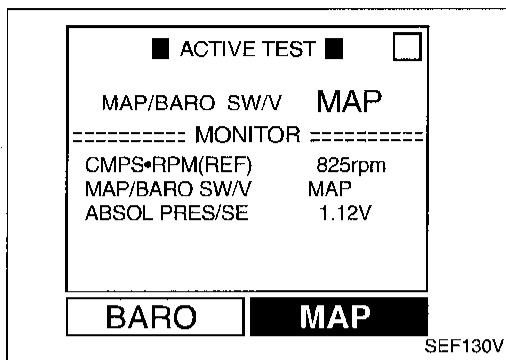 ■ ACTIVE TEST ■
MAP/BARO SW/V MAP
========== MONITOR ==========
CMPS•RPM(REF) 825rpm
MAP/BARO SW/V MAP
ABSOL PRES/SE 1.12V
BARO MAP
SEF130V